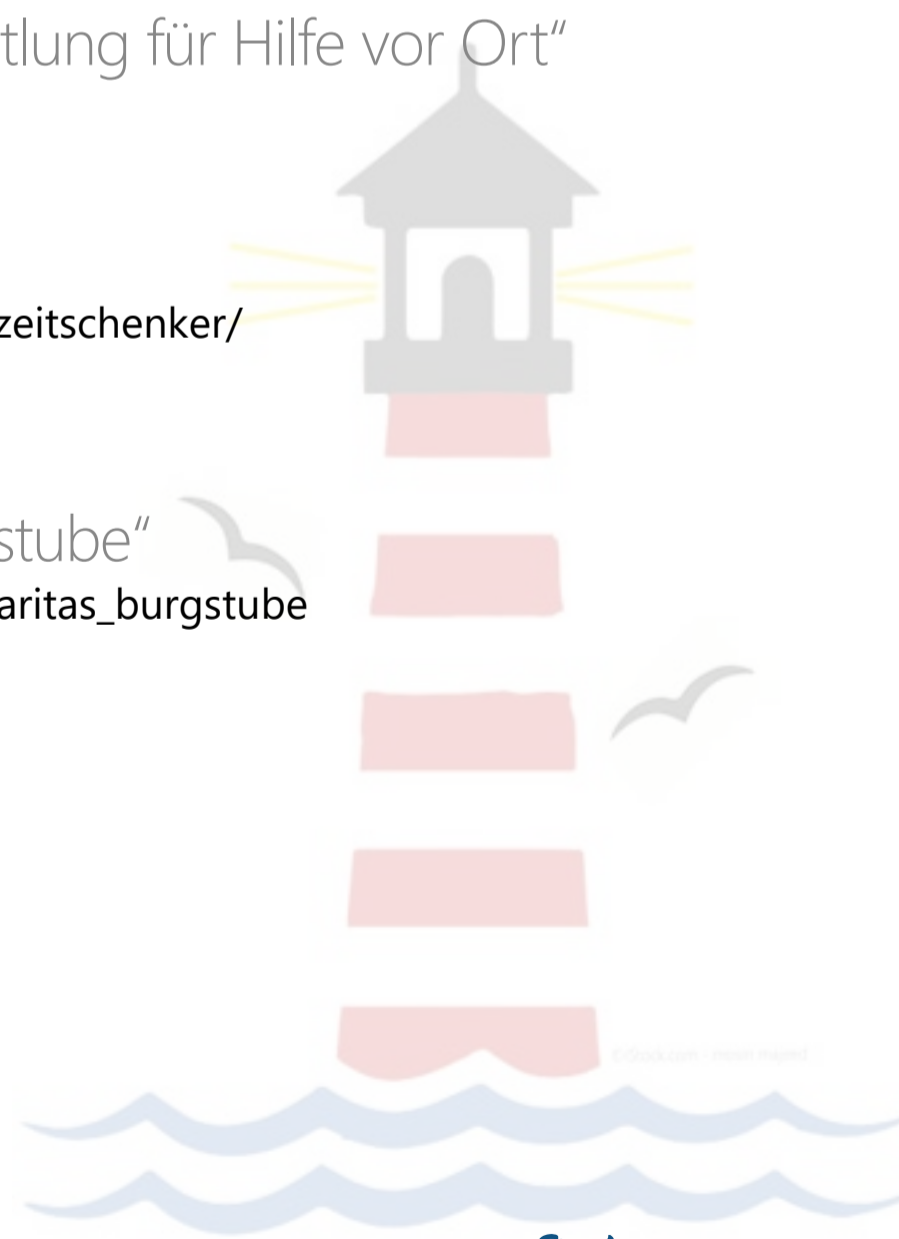 tlung für Hilfe vor Ort“
zeitschenker/
stube“
aritas_burgstube